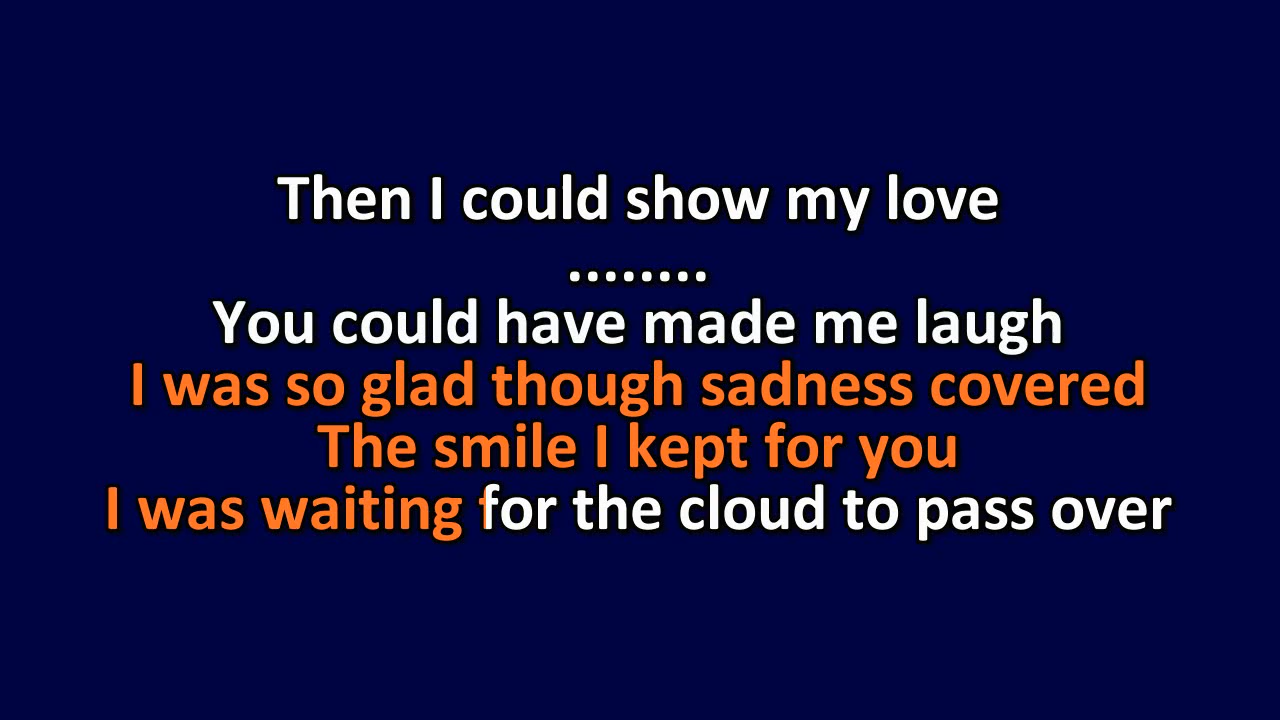 Then I could show my love
........
You could have made me laugh
I was so glad though sadness covered
The smile I kept for you
I was waiting for the cloud to pass over